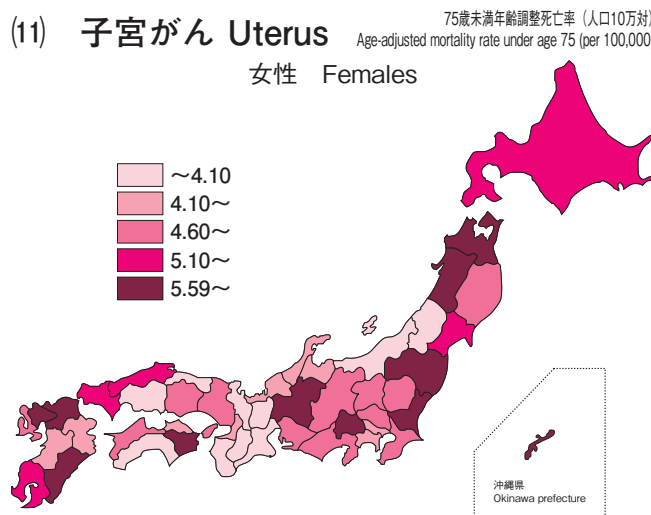 (11) 子宮がん Uterus
75歳未満年齢調整死亡率（人口10万対）
Age-adjusted mortality rate under age 75 (per 100,000
女性 Females
～4.10
4.10～
4.60～
5.10～
5.59～
沖縄県
Okinawa prefecture